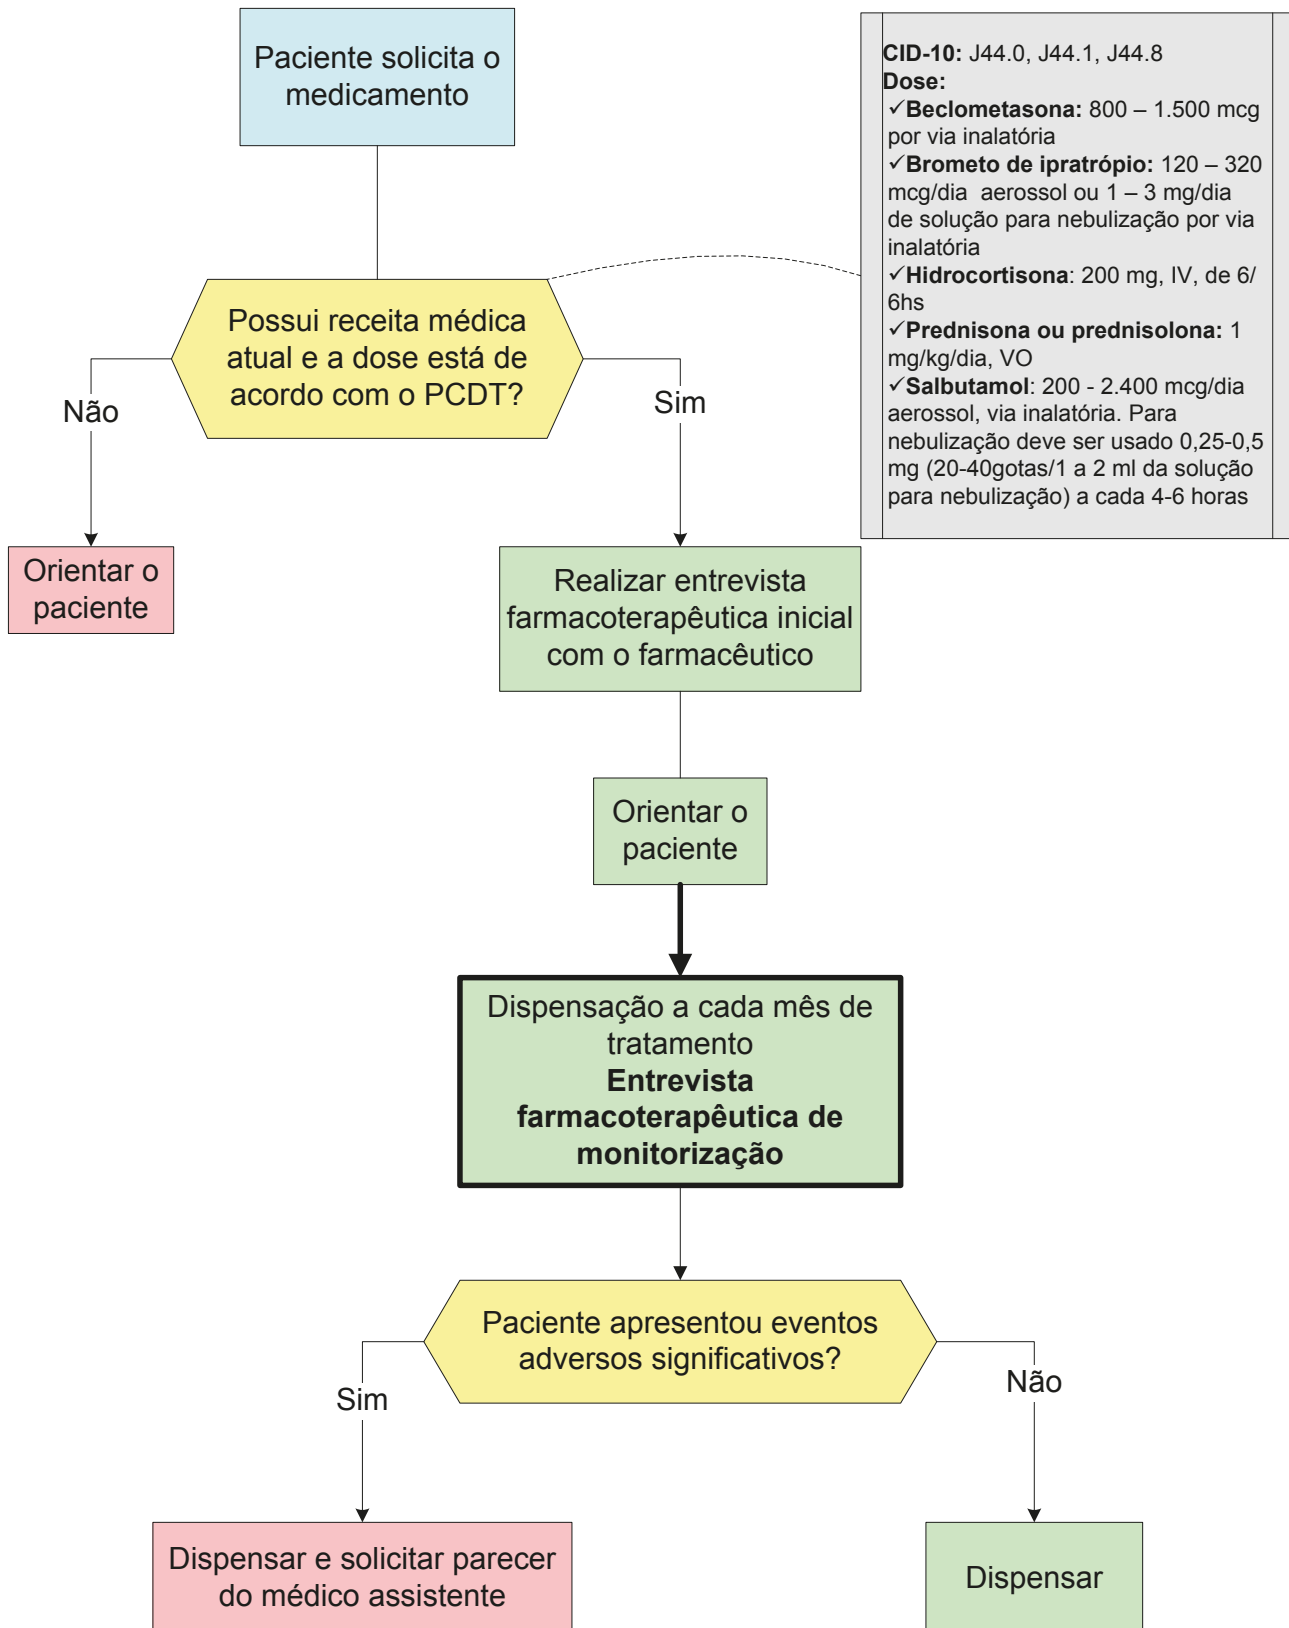 Paciente solicita o
medicamento
CID-10: J44.0, J44.1, J44.8
Dose:
✓Beclometasona: 800 – 1.500 mcg
por via inalatória
✓Brometo de ipratrópio: 120 – 320
mcg/dia aerossol ou 1 – 3 mg/dia
de solução para nebulização por via
inalatória
✓Hidrocortisona: 200 mg, IV, de 6/
6hs
✓Prednisona ou prednisolona: 1
mg/kg/dia, VO
✓Salbutamol: 200 - 2.400 mcg/dia
aerossol, via inalatória. Para
nebulização deve ser usado 0,25-0,5
mg (20-40gotas/1 a 2 ml da solução
para nebulização) a cada 4-6 horas
Possui receita médica
atual e a dose está de
acordo com o PCDT?
Não
Sim
Orientar o
paciente
Realizar entrevista
farmacoterapêutica inicial
com o farmacêutico
Orientar o
paciente
Dispensação a cada mês de
tratamento
Entrevista
farmacoterapêutica de
monitorização
Paciente apresentou eventos
adversos significativos?
Sim
Não
Dispensar e solicitar parecer
do médico assistente
Dispensar